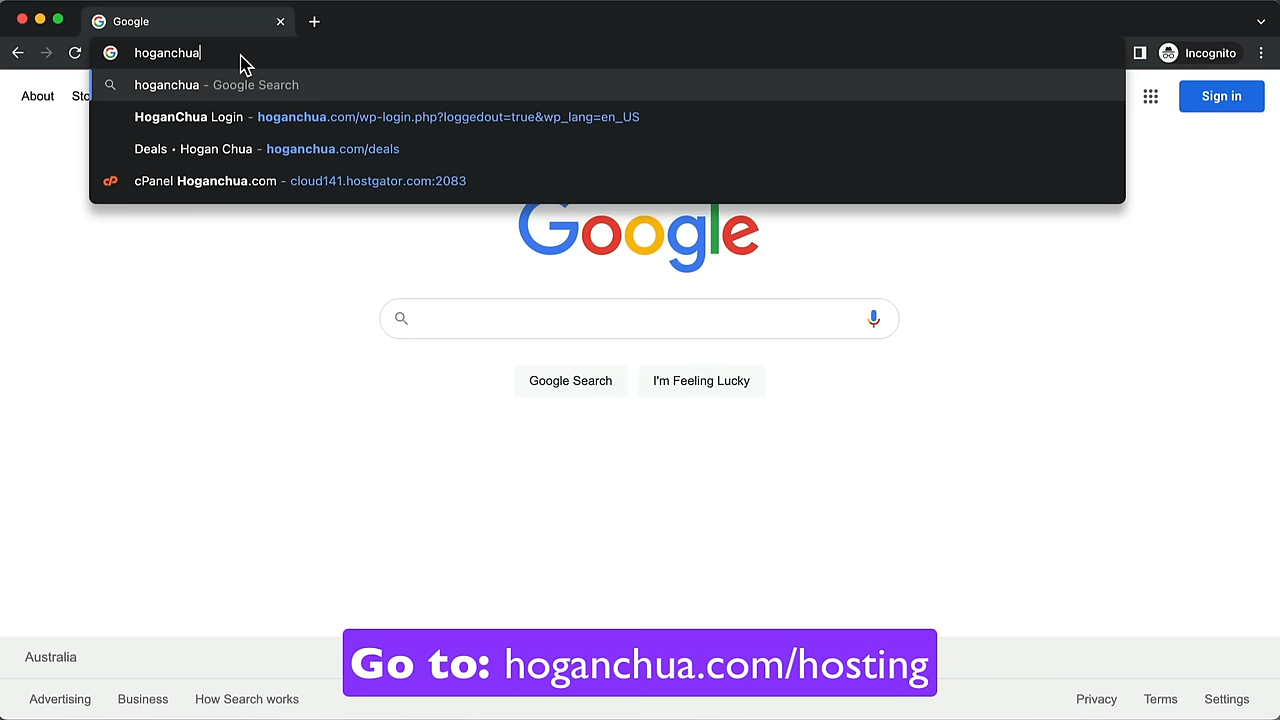 Google
hoganchua
Incognito
hoganchua - Google Search
HoganChua Login - hoganchua.com/wp-login.php?loggedout=true&wp_lang=en_US
Deals • Hogan Chua - hoganchua.com/deals
cPanel Hoganchua.com - cloud141.hostgator.com:2083
About Sto
Sign in
Google
Google Search I'm Feeling Lucky
Australia
Go to: hoganchua.com/hosting
Advertising Business How Search works
Privacy Terms Settings